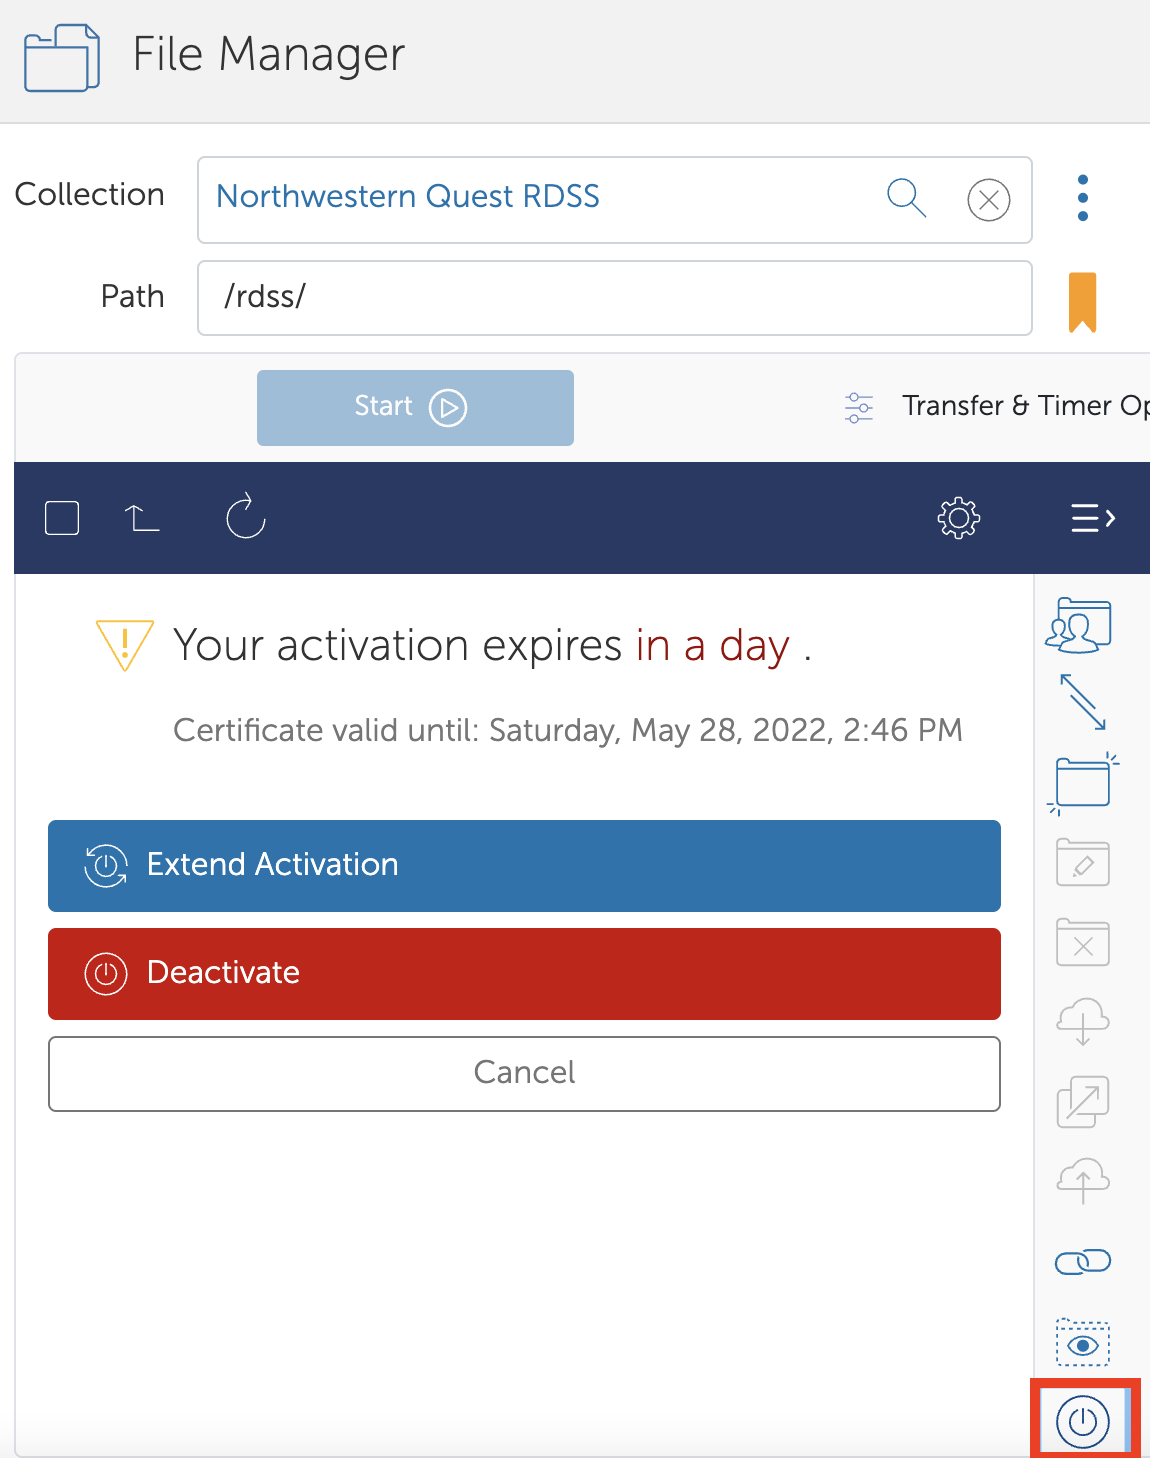 File Manager
Collection
Northwestern Quest RDSS
Path
/rdss/
Start
Transfer & Timer Op
Your activation expires in a day .
Certificate valid until: Saturday, May 28, 2022, 2:46 PM
Extend Activation
Deactivate
Cancel